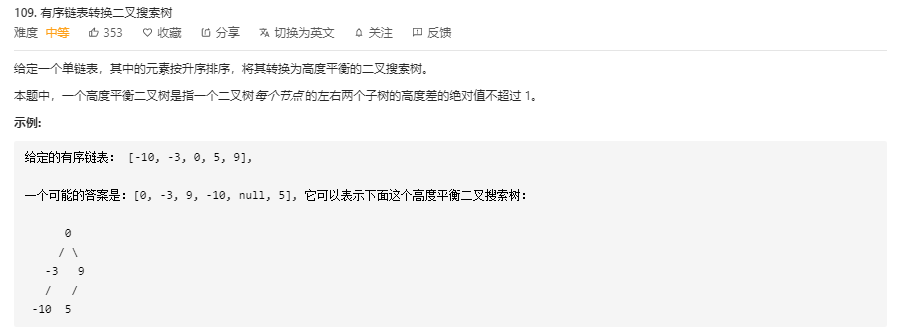 109. 有序链表转换二叉搜索树
难度 中等 353 收藏 分享 切换为英文 关注 反馈
给定一个单链表，其中的元素按升序排序，将其转换为高度平衡的二叉搜索树。
本题中，一个高度平衡二叉树是指一个二叉树每个节点 的左右两个子树的高度差的绝对值不超过 1。
示例:
给定的有序链表： [-10, -3, 0, 5, 9],
一个可能的答案是：[0, -3, 9, -10, null, 5], 它可以表示下面这个高度平衡二叉搜索树：
0
/ \
-3 9
/ /
-10 5